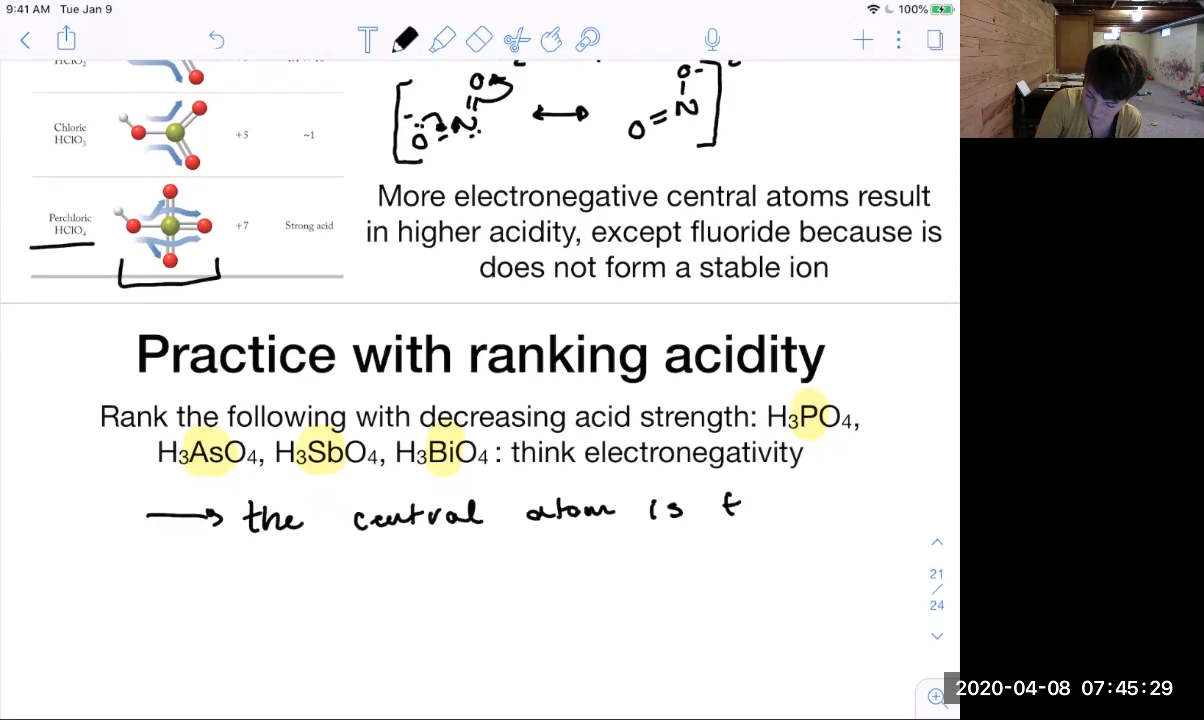 9:41 AM Tue Jan 9
100%
T
HClO₂
Chloric
HClO₃
+5
~1
Perchloric
HClO₄
+7
Strong acid
O
N
O
O-
N
O
More electronegative central atoms result
in higher acidity, except fluoride because is
does not form a stable ion
Practice with ranking acidity
Rank the following with decreasing acid strength: H₃PO₄,
H₃AsO₄, H₃SbO₄, H₃BiO₄ : think electronegativity
→ the central atom is t
21
/
24
2020-04-08 07:45:29